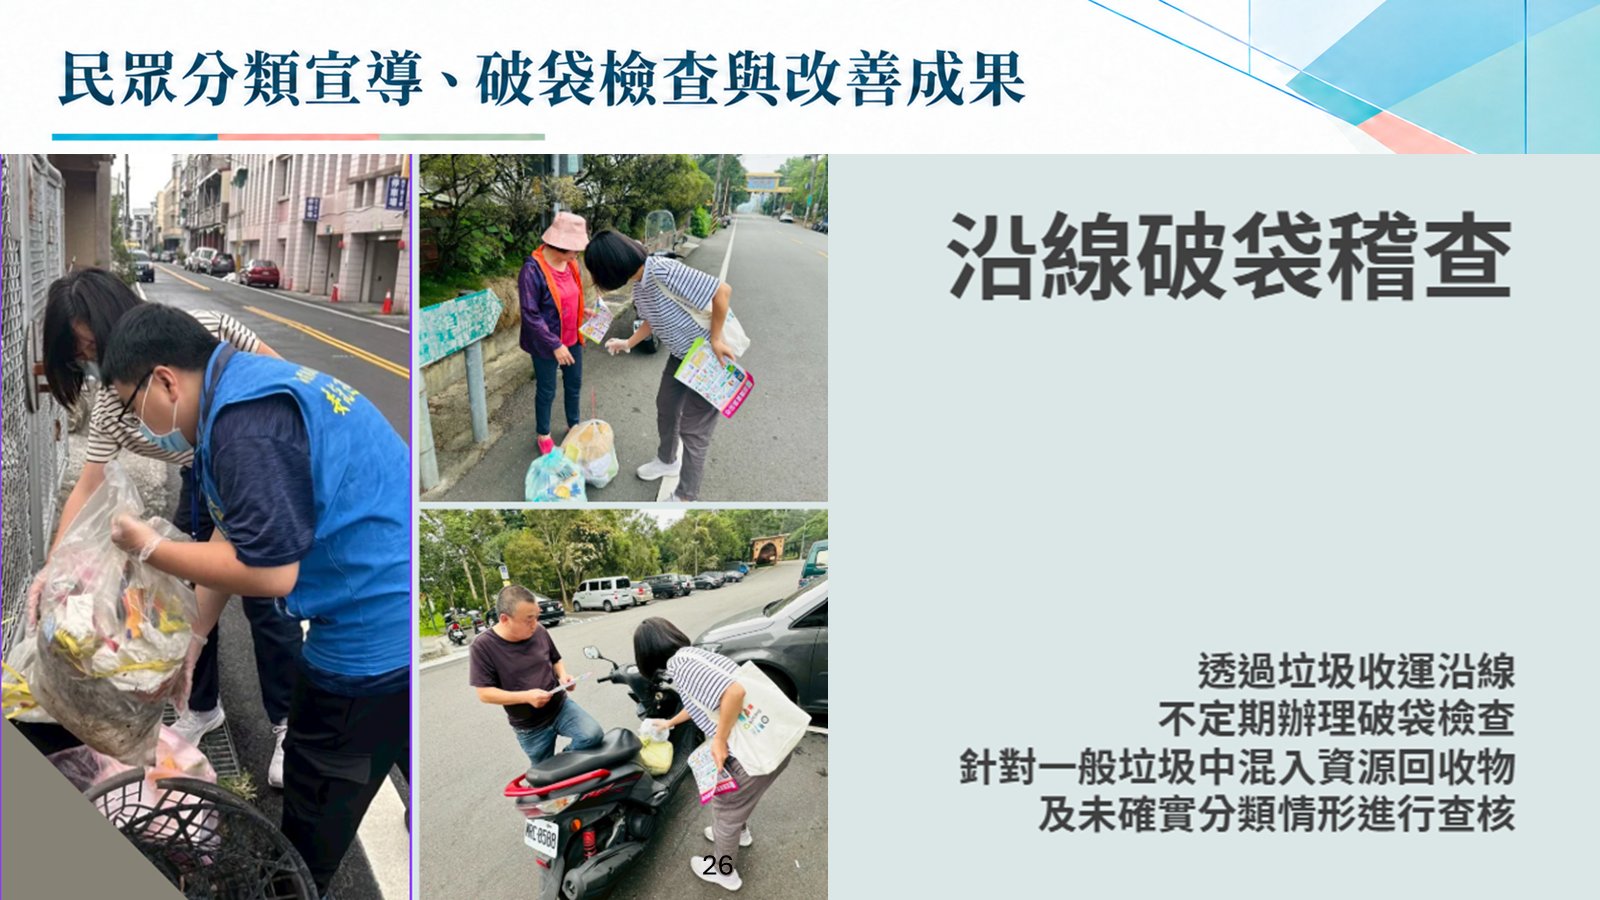 民眾分類宣導、破袋檢查與改善成果
沿線破袋稽查
透過垃圾收運沿線
不定期辦理破袋檢查
針對一般垃圾中混入資源回收物
及未確實分類情形進行查核
26